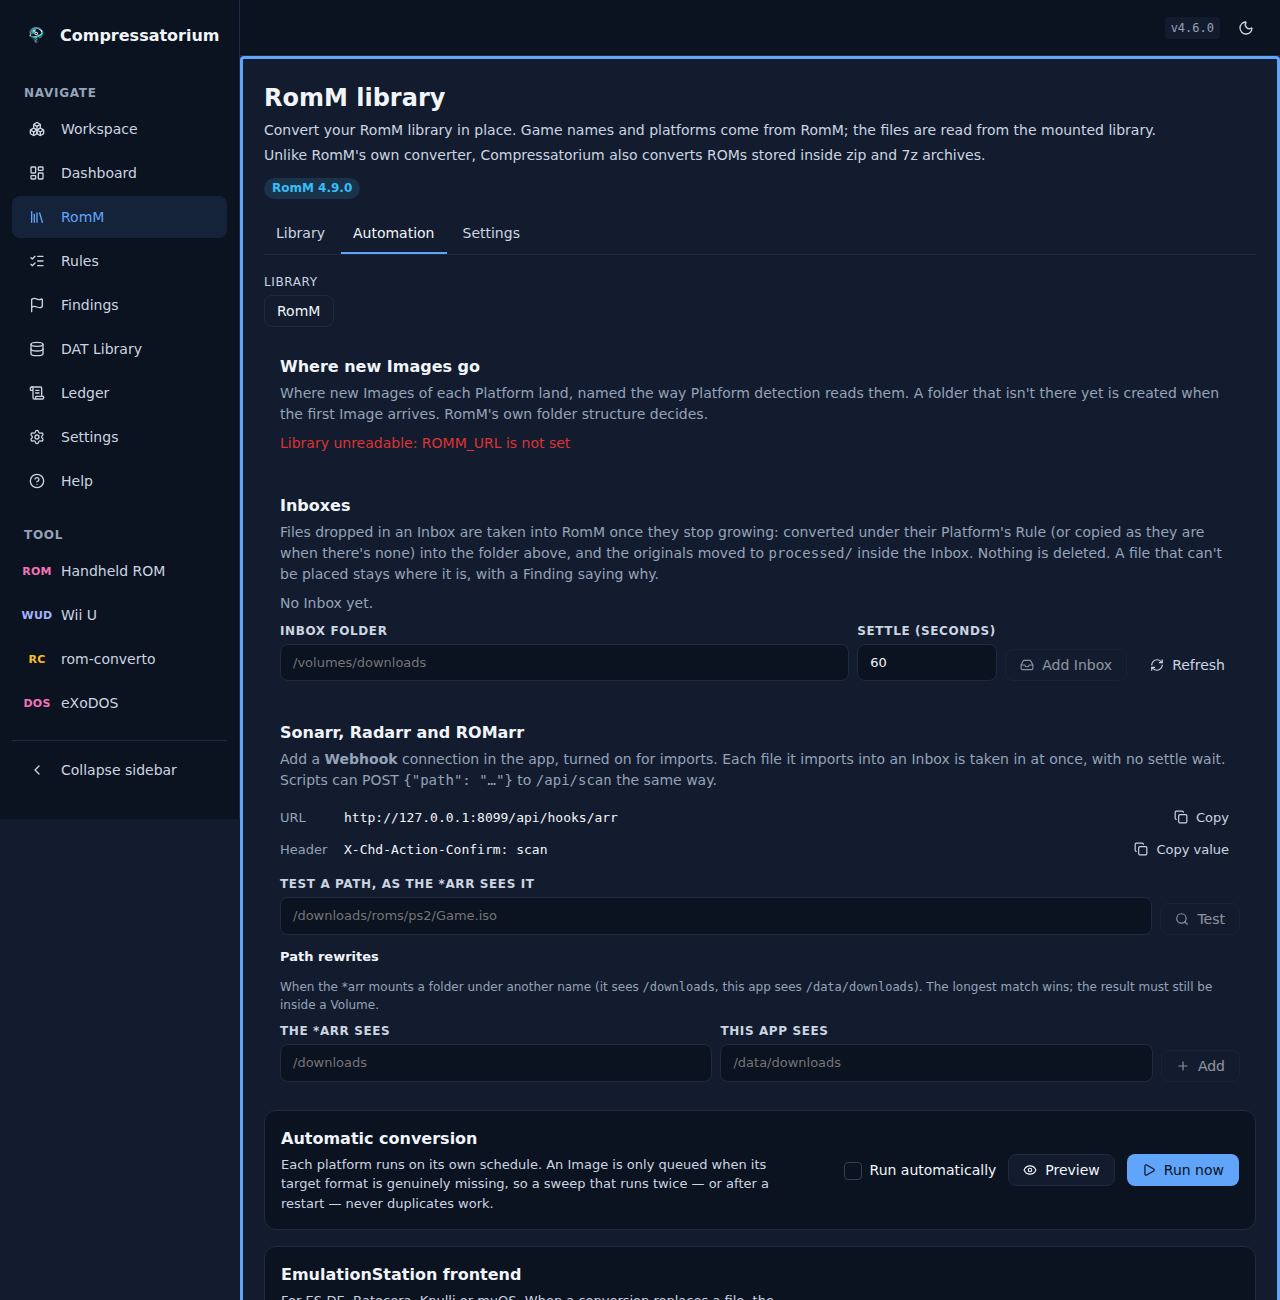 Compressatorium
v4.6.0
NAVIGATE
Workspace
Dashboard
RomM
Rules
Findings
DAT Library
Ledger
Settings
Help
TOOL
ROM Handheld ROM
WUD Wii U
RC rom-converto
DOS eXoDOS
Collapse sidebar
RomM library
Convert your RomM library in place. Game names and platforms come from RomM; the files are read from the mounted library.
Unlike RomM's own converter, Compressatorium also converts ROMs stored inside zip and 7z archives.
RomM 4.9.0
Library Automation Settings
LIBRARY
RomM
Where new Images go
Where new Images of each Platform land, named the way Platform detection reads them. A folder that isn't there yet is created when
the first Image arrives. RomM's own folder structure decides.
Library unreadable: ROMM_URL is not set
Inboxes
Files dropped in an Inbox are taken into RomM once they stop growing: converted under their Platform's Rule (or copied as they are
when there's none) into the folder above, and the originals moved to processed/ inside the Inbox. Nothing is deleted. A file that can't
be placed stays where it is, with a Finding saying why.
No Inbox yet.
INBOX FOLDER SETTLE (SECONDS)
/volumes/downloads 60 Add Inbox Refresh
Sonarr, Radarr and ROMarr
Add a Webhook connection in the app, turned on for imports. Each file it imports into an Inbox is taken in at once, with no settle wait.
Scripts can POST {"path": "…"} to /api/scan the same way.
URL http://127.0.0.1:8099/api/hooks/arr Copy
Header X-Chd-Action-Confirm: scan Copy value
TEST A PATH, AS THE *ARR SEES IT
/downloads/roms/ps2/Game.iso Test
Path rewrites
When the *arr mounts a folder under another name (it sees /downloads, this app sees /data/downloads). The longest match wins; the result must still be
inside a Volume.
THE *ARR SEES THIS APP SEES
/downloads /data/downloads Add
Automatic conversion
Each platform runs on its own schedule. An Image is only queued when its
target format is genuinely missing, so a sweep that runs twice — or after a
restart — never duplicates work.
Run automatically Preview Run now
EmulationStation frontend
For ES-DE, Batocera, Knulli or muOS. When a conversion replaces a file, the